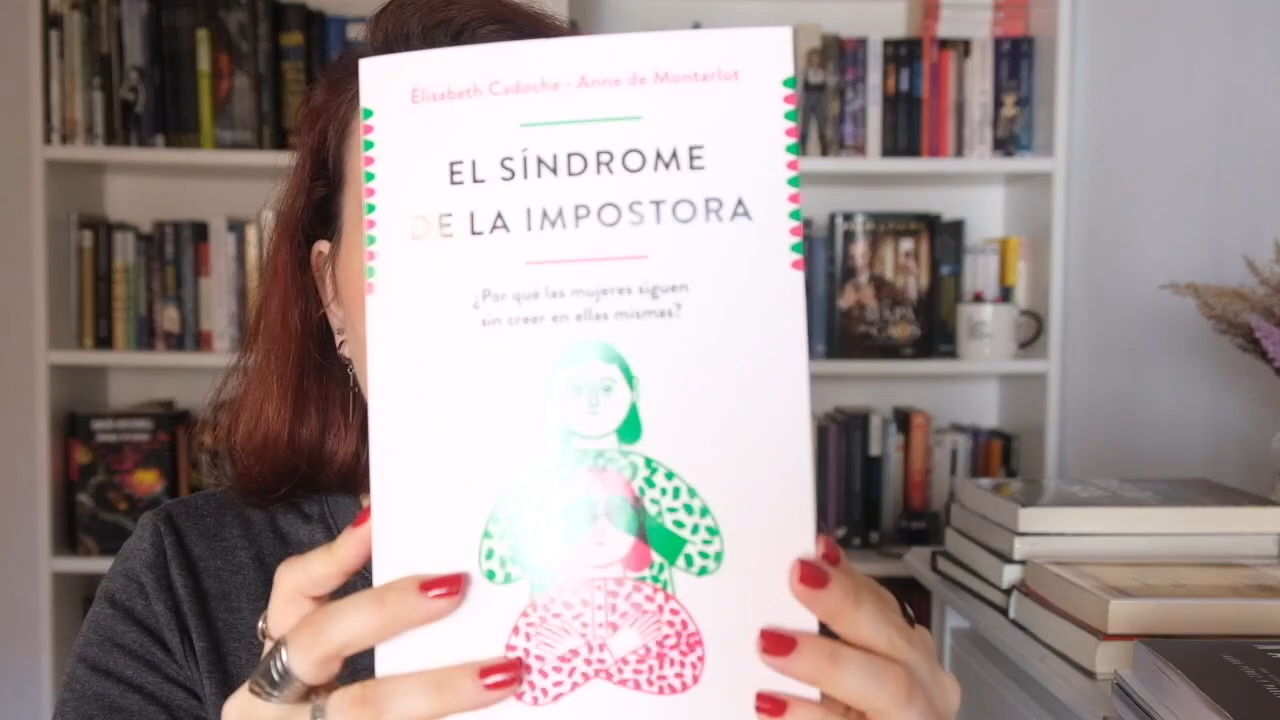 Élisabeth Cadoche · Anne de Montarlot
EL SÍNDROME
DE LA IMPOSTORA
¿Por qué las mujeres siguen
sin creer en ellas mismas?